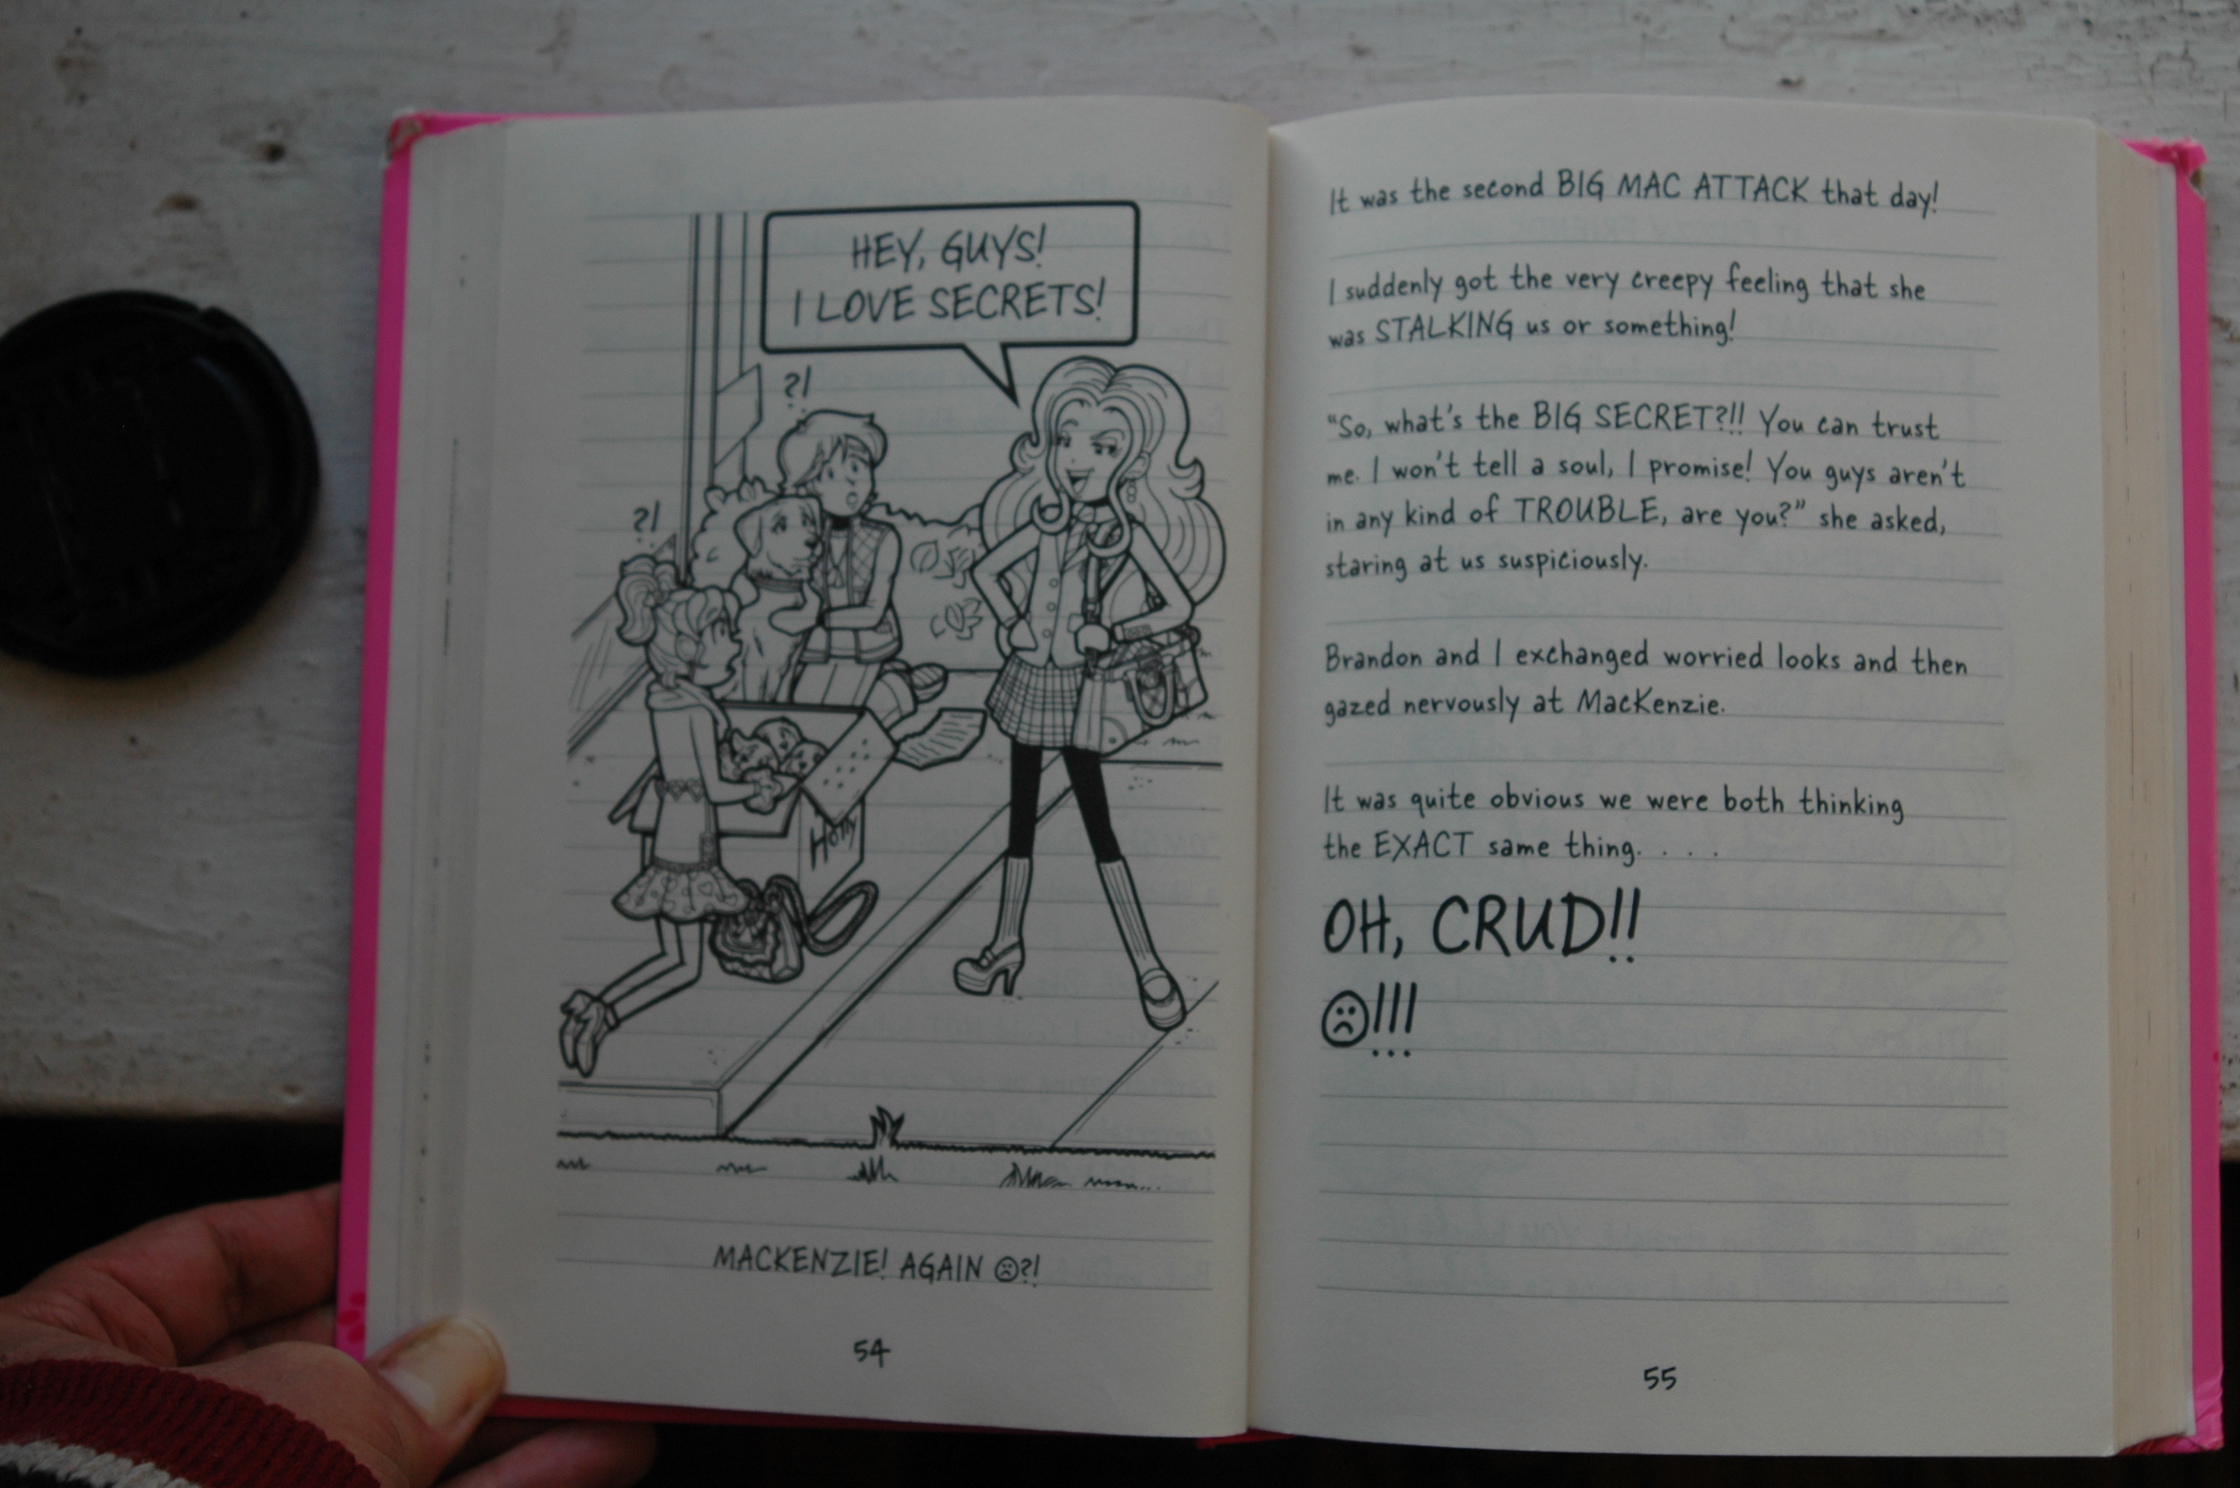 HEY, GUYS!
I LOVE SECRETS!
?!
?!
Holly
MACKENZIE! AGAIN ☹?!
54
It was the second BIG MAC ATTACK that day!
I suddenly got the very creepy feeling that she
was STALKING us or something!
"So, what's the BIG SECRET?!! You can trust
me. I won't tell a soul, I promise! You guys aren't
in any kind of TROUBLE, are you?" she asked,
staring at us suspiciously.
Brandon and I exchanged worried looks and then
gazed nervously at MacKenzie.
It was quite obvious we were both thinking
the EXACT same thing. . . .
OH, CRUD!!
☹!!!
55